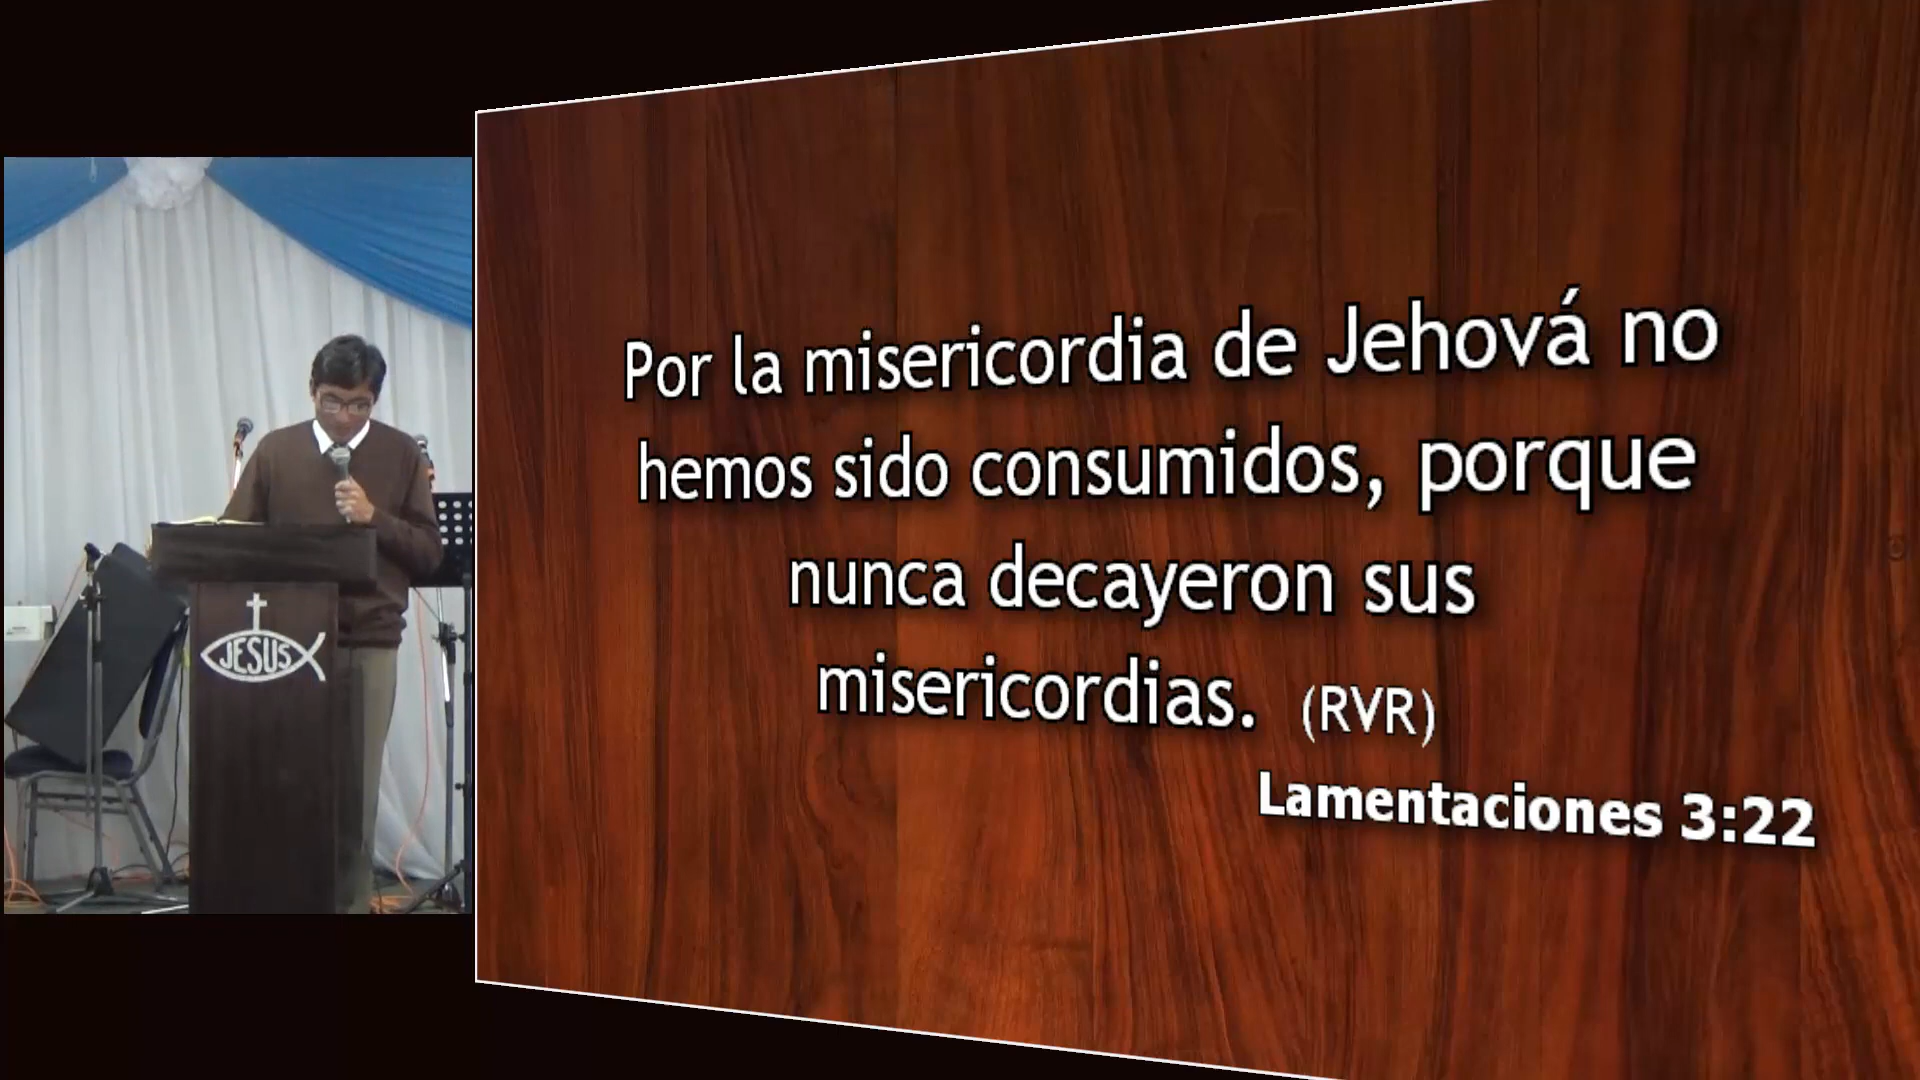 Por la misericordia de Jehová no
hemos sido consumidos, porque
nunca decayeron sus
misericordias. (RVR)
Lamentaciones 3:22
JESUS